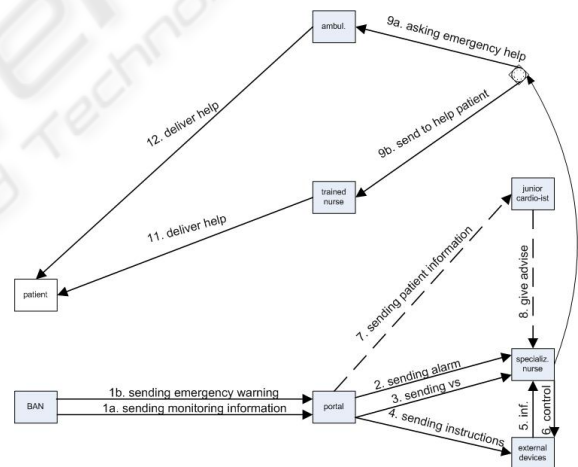 ambul.
9a. asking emergency help
12. deliver help
9b. send to help patient
trained
nurse
junior
cardio-ist
11. deliver help
7. sending patient information
8. give advise
patient
2. sending alarm
specializ.
nurse
3. sending vs
1b. sending emergency warning
BAN
portal
1a. sending monitoring information
4. sending instructions
5. inf.
6. control
external
devices